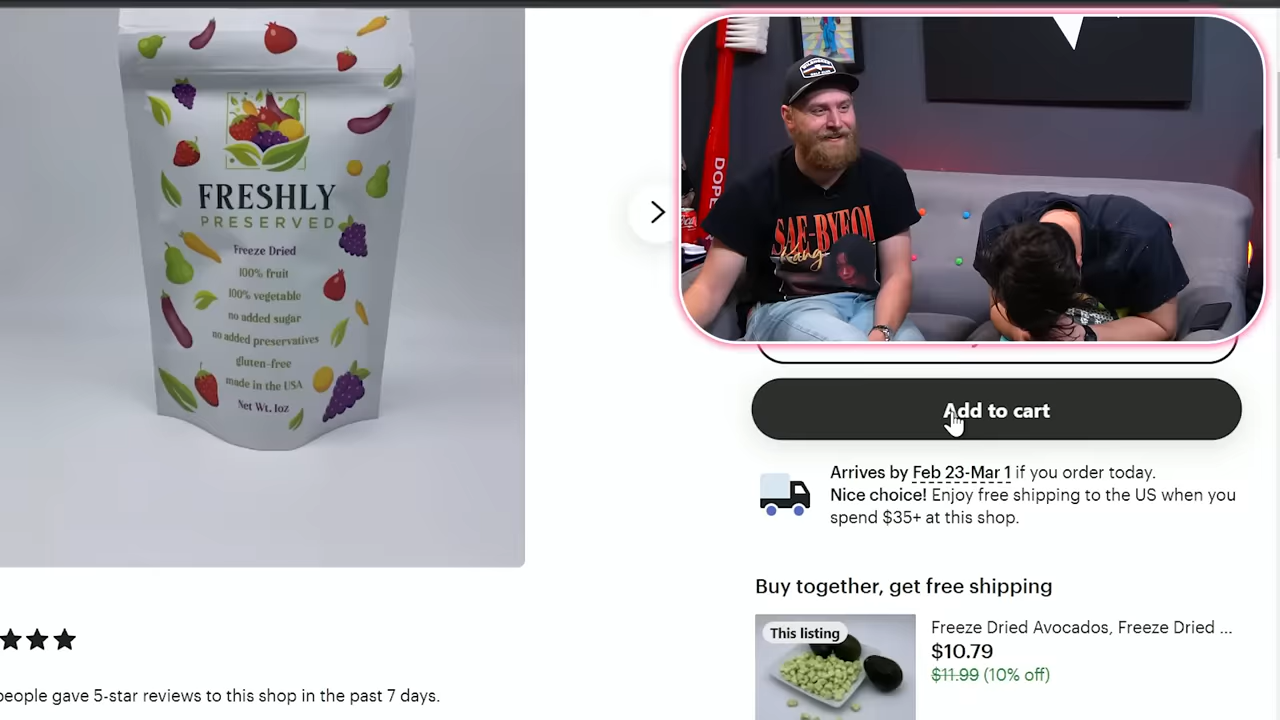 FRESHLY
PRESERVED
Freeze Dried
100% fruit
100% vegetable
no added sugar
no added preservatives
gluten-free
made in the USA
Net Wt. 1oz
DOPE
SAE-BYEOL
Kang
Add to cart
Arrives by Feb 23-Mar 1 if you order today.
Nice choice! Enjoy free shipping to the US when you
spend $35+ at this shop.
Buy together, get free shipping
This listing
Freeze Dried Avocados, Freeze Dried ...
$10.79
$11.99 (10% off)
people gave 5-star reviews to this shop in the past 7 days.